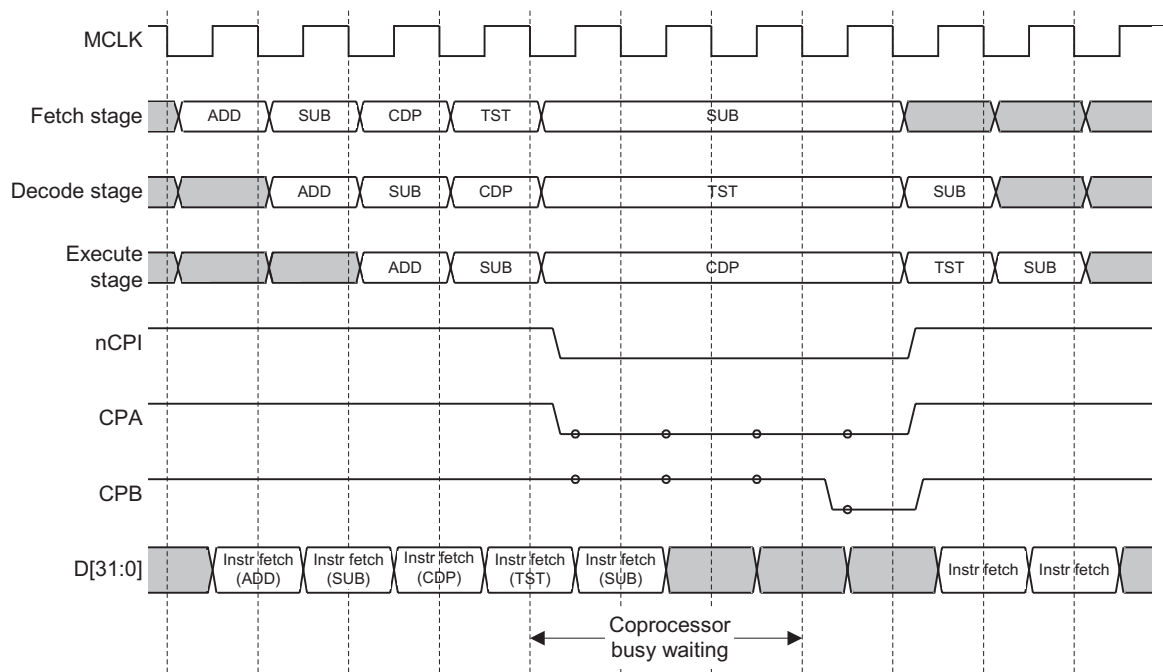 MCLK
Fetch stage
ADD
SUB
CDP
TST
SUB
Decode stage
ADD
SUB
CDP
TST
SUB
Execute
stage
ADD
SUB
CDP
TST
SUB
nCPI
CPA
CPB
D[31:0]
Instr fetch
(ADD)
Instr fetch
(SUB)
Instr fetch
(CDP)
Instr fetch
(TST)
Instr fetch
(SUB)
Instr fetch
Instr fetch
Coprocessor
busy waiting